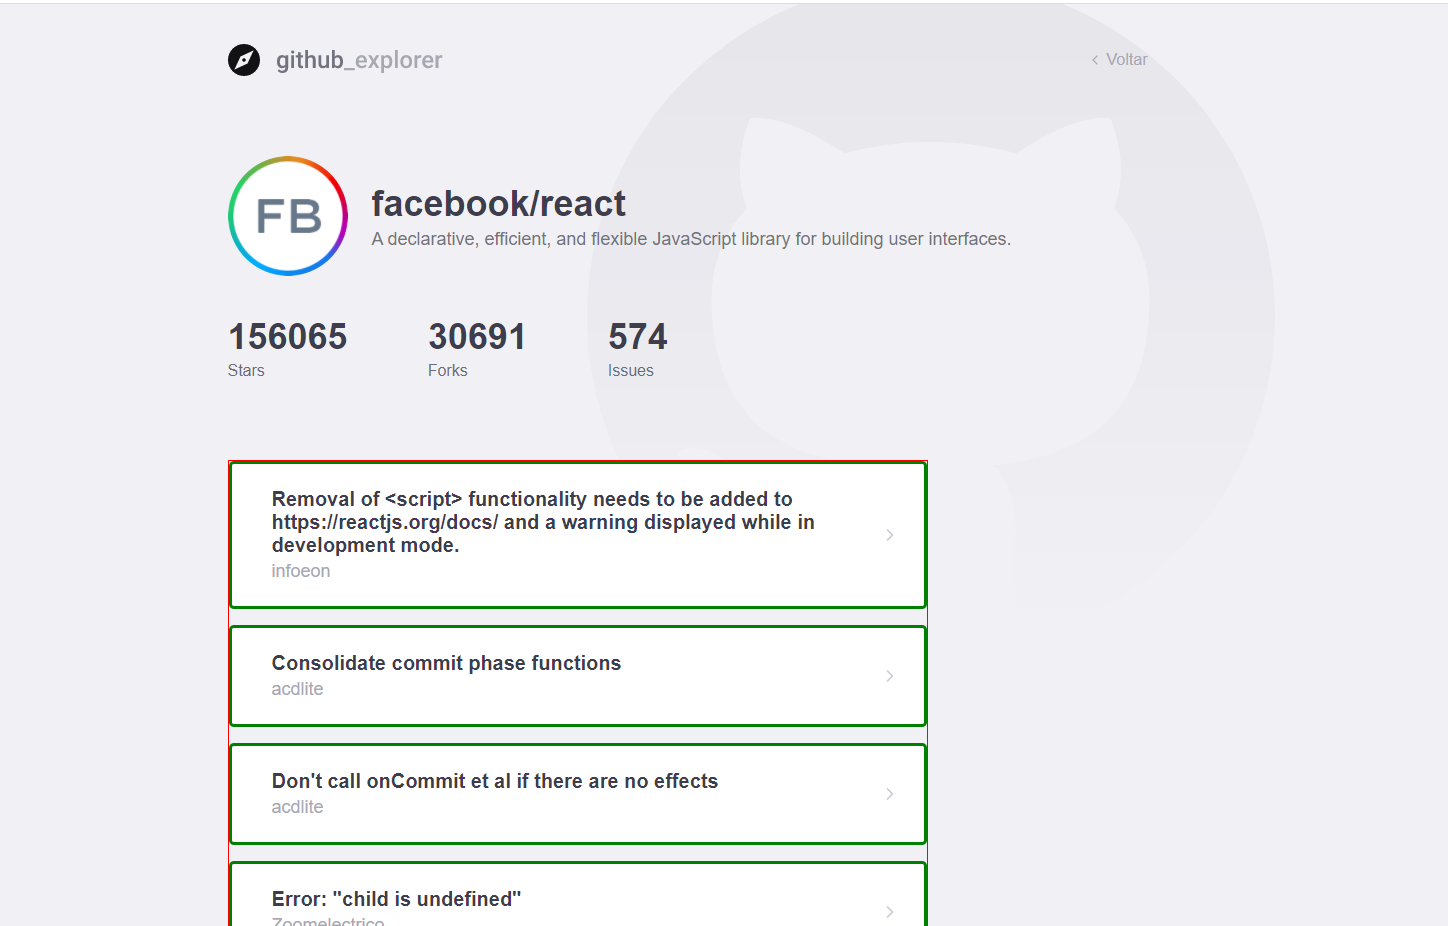 github_explorer
Voltar
FB
facebook/react
A declarative, efficient, and flexible JavaScript library for building user interfaces.
156065 30691 574
Stars Forks Issues
Removal of <script> functionality needs to be added to
https://reactjs.org/docs/ and a warning displayed while in
development mode.
infoeon
Consolidate commit phase functions
acdlite
Don't call onCommit et al if there are no effects
acdlite
Error: "child is undefined"
Zoomelectrico